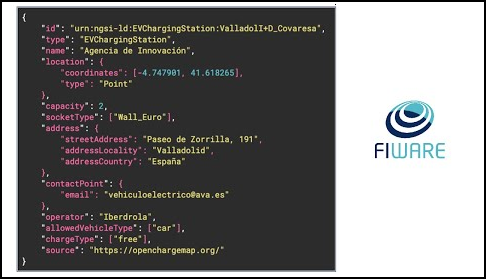 {
"id": "urn:ngsi-ld:EVChargingStation:ValladolI+D_Covaresa",
"type": "EVChargingStation",
"name": "Agencia de Innovación",
"location": {
"coordinates": [-4.747901, 41.618265],
"type": "Point"
},
"capacity": 2,
"socketType": ["Wall_Euro"],
"address": {
"streetAddress": "Paseo de Zorrilla, 191",
"addressLocality": "Valladolid",
"addressCountry": "España"
},
"contactPoint": {
"email": "vehiculoelectrico@ava.es"
},
"operator": "Iberdrola",
"allowedVehicleType": ["car"],
"chargeType": ["free"],
"source": "https://openchargemap.org/"
}
FIWARE